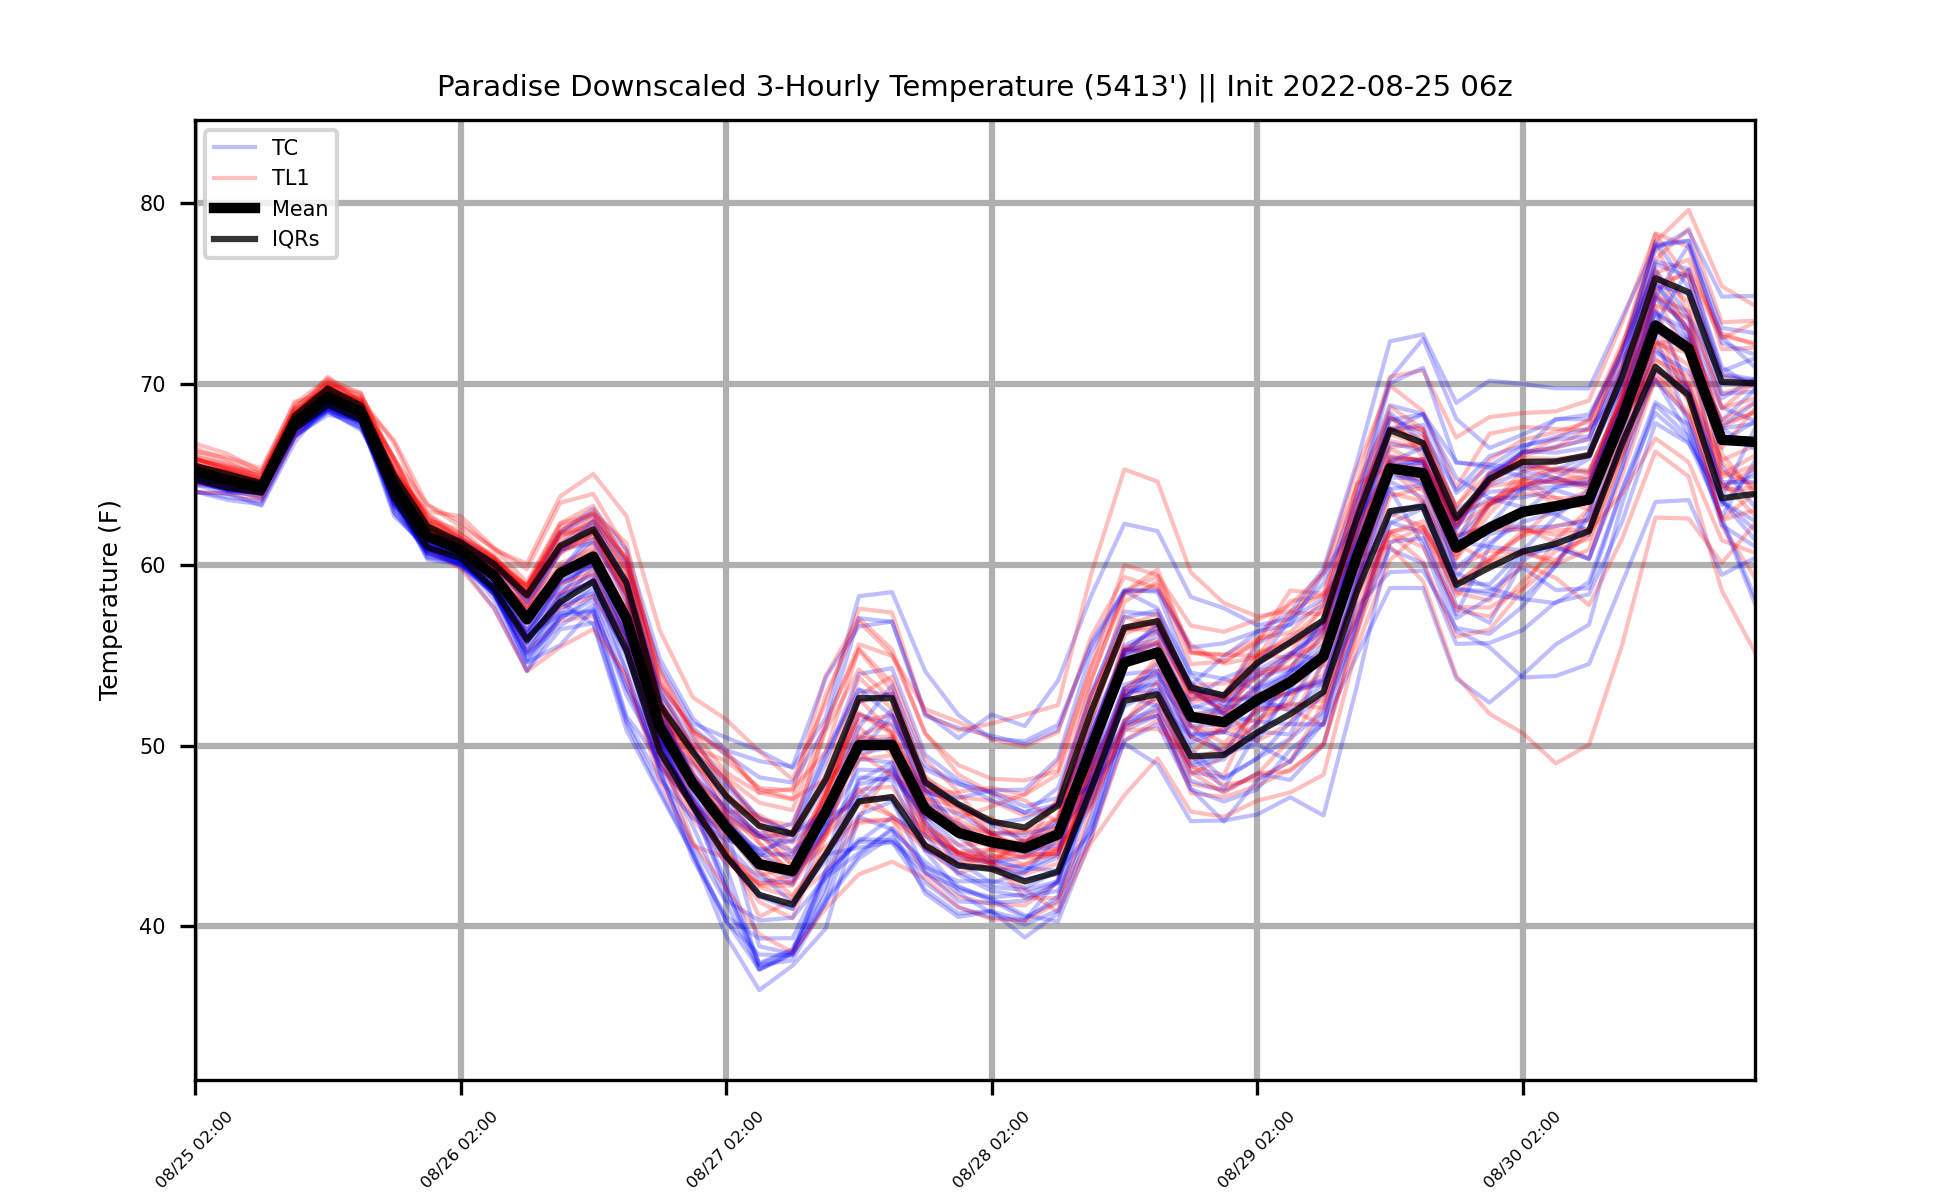 Paradise Downscaled 3-Hourly Temperature (5413') || Init 2022-08-25 06z
TC
TL1
Mean
IQRs
80
70
60
50
40
Temperature (F)
08/25 02:00
08/26 02:00
08/27 02:00
08/28 02:00
08/29 02:00
08/30 02:00